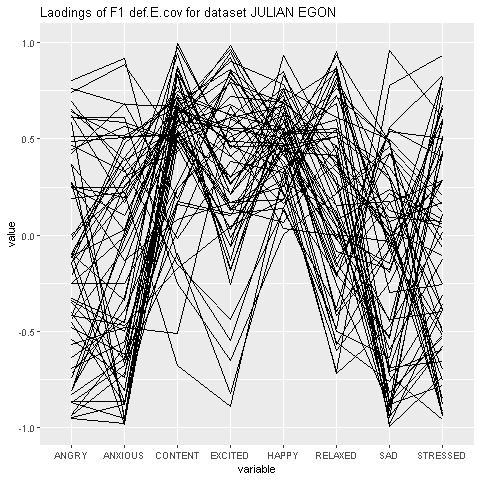 Laodings of F1 def.E.cov for dataset JULIAN EGON
1.0
0.5
0.0
-0.5
-1.0
value
ANGRY ANXIOUS CONTENT EXCITED HAPPY RELAXED SAD STRESSED
variable